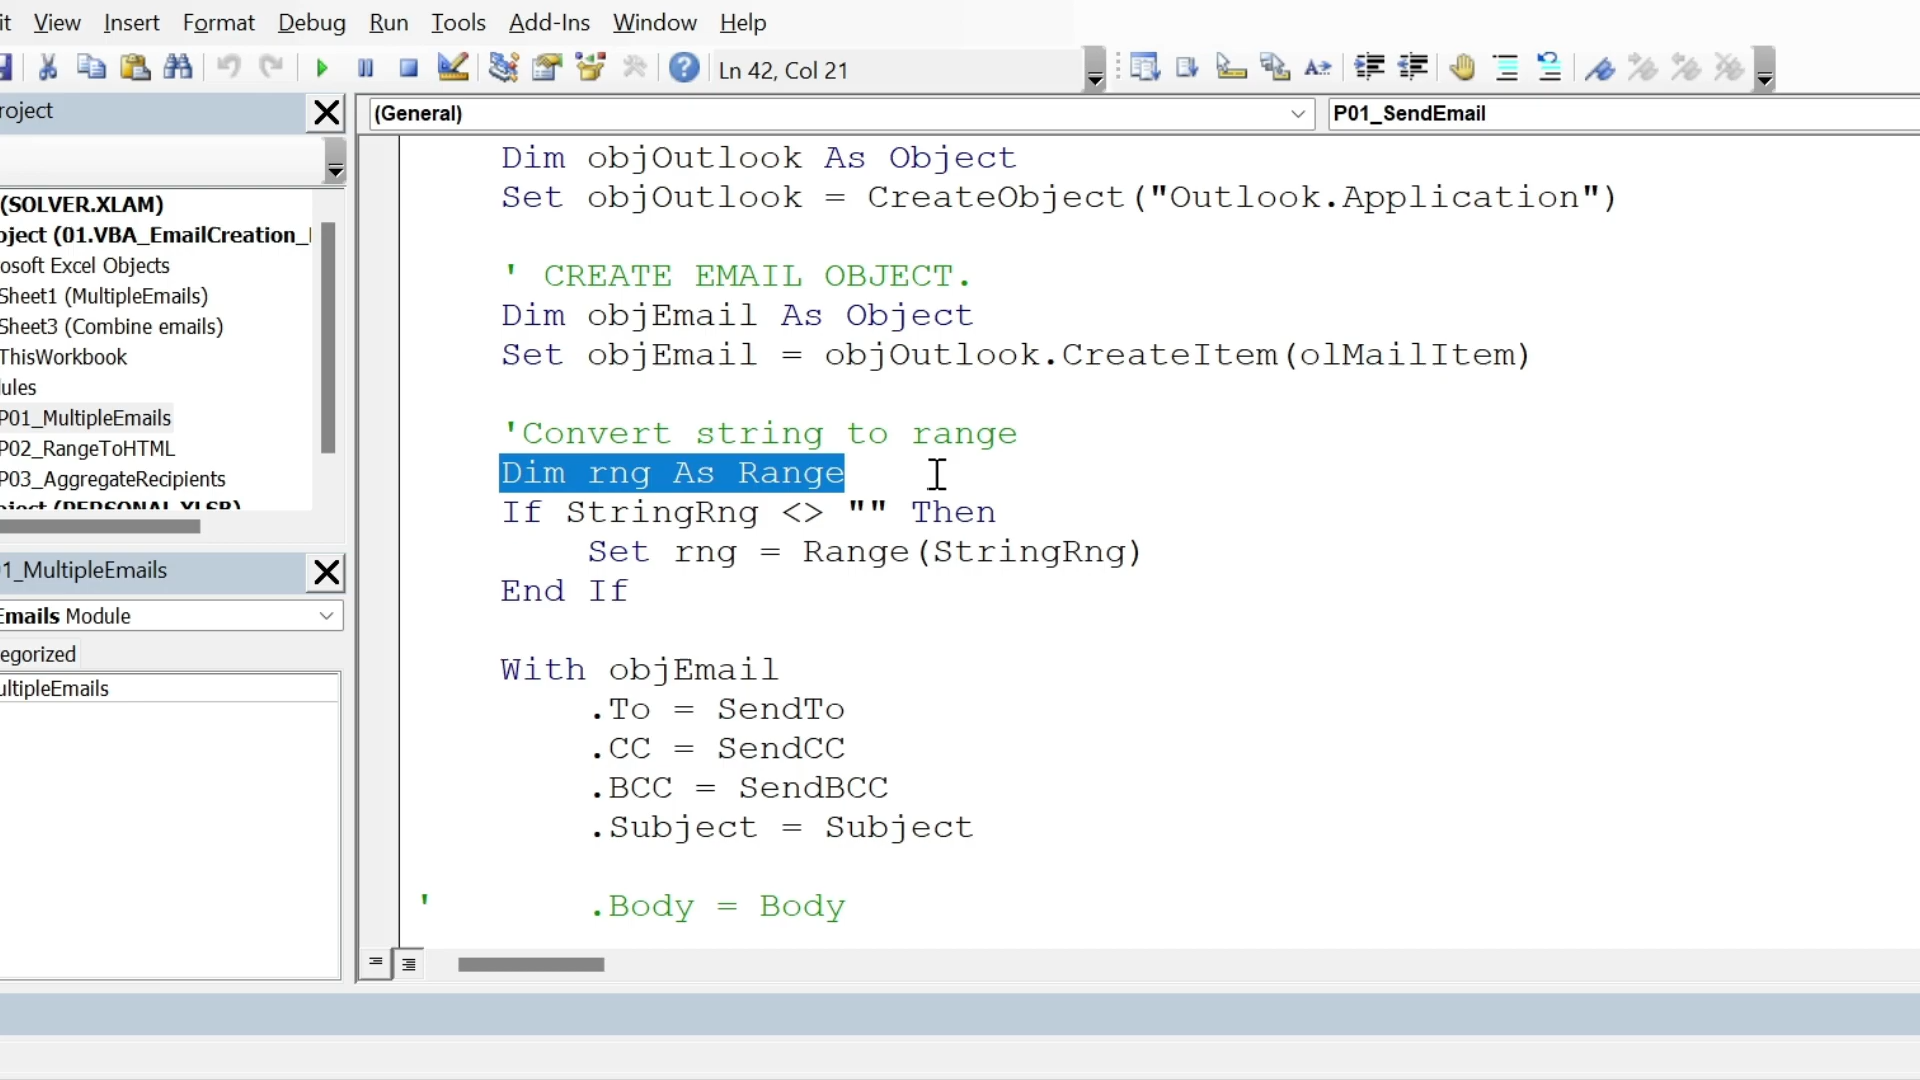 it View Insert Format Debug Run Tools Add-Ins Window Help
Ln 42, Col 21
roject
(General)
P01_SendEmail
(SOLVER.XLAM)
oject (01.VBA_EmailCreation_
osoft Excel Objects
Sheet1 (MultipleEmails)
Sheet3 (Combine emails)
ThisWorkbook
ules
P01_MultipleEmails
P02_RangeToHTML
P03_AggregateRecipients
oject (PERSONAL.XLSB)
01_MultipleEmails
Emails Module
egorized
ultipleEmails
Dim objOutlook As Object
Set objOutlook = CreateObject("Outlook.Application")
' CREATE EMAIL OBJECT.
Dim objEmail As Object
Set objEmail = objOutlook.CreateItem(olMailItem)
'Convert string to range
Dim rng As Range
If StringRng <> "" Then
Set rng = Range(StringRng)
End If
With objEmail
.To = SendTo
.CC = SendCC
.BCC = SendBCC
.Subject = Subject
' .Body = Body